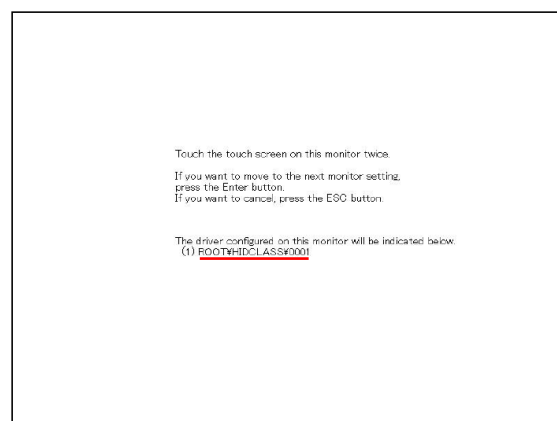 Touch the touch screen on this monitor twice.
If you want to move to the next monitor setting,
press the Enter button.
If you want to cancel, press the ESC button.
The driver configured on this monitor will be indicated below.
(1) ROOT¥HIDCLASS¥0001